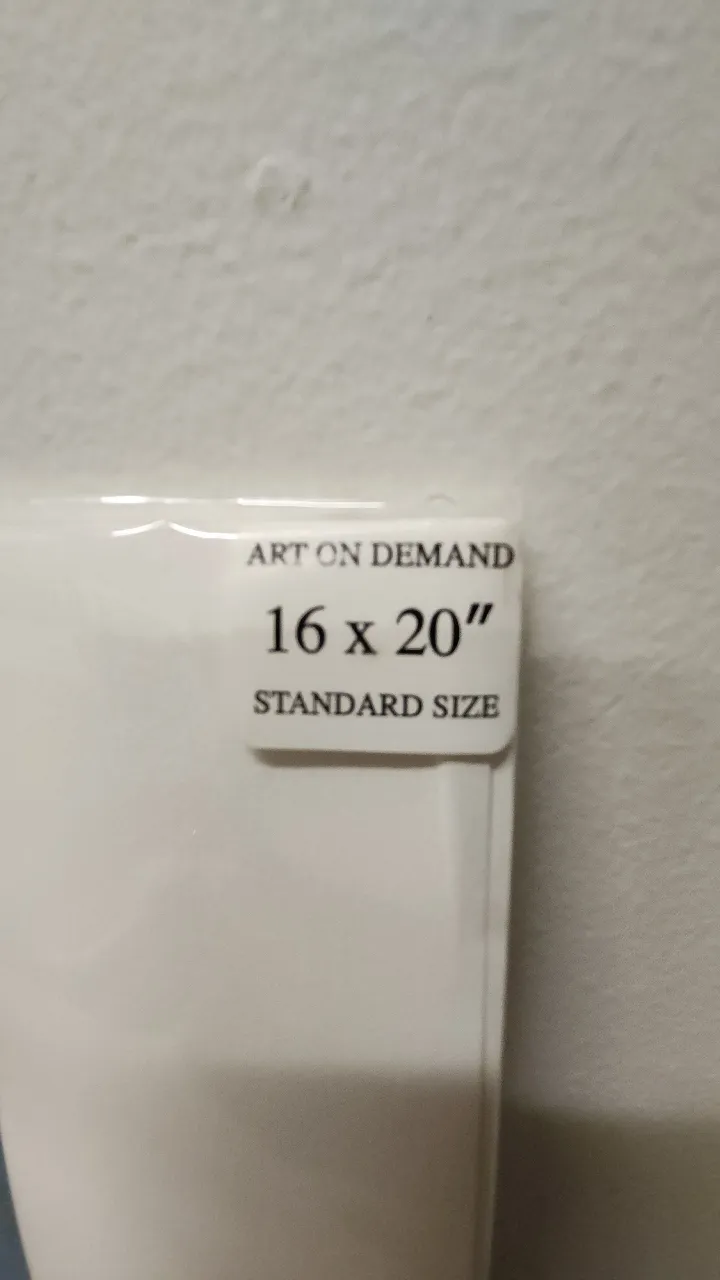 ART ON DEMAND
16 x 20"
STANDARD SIZE